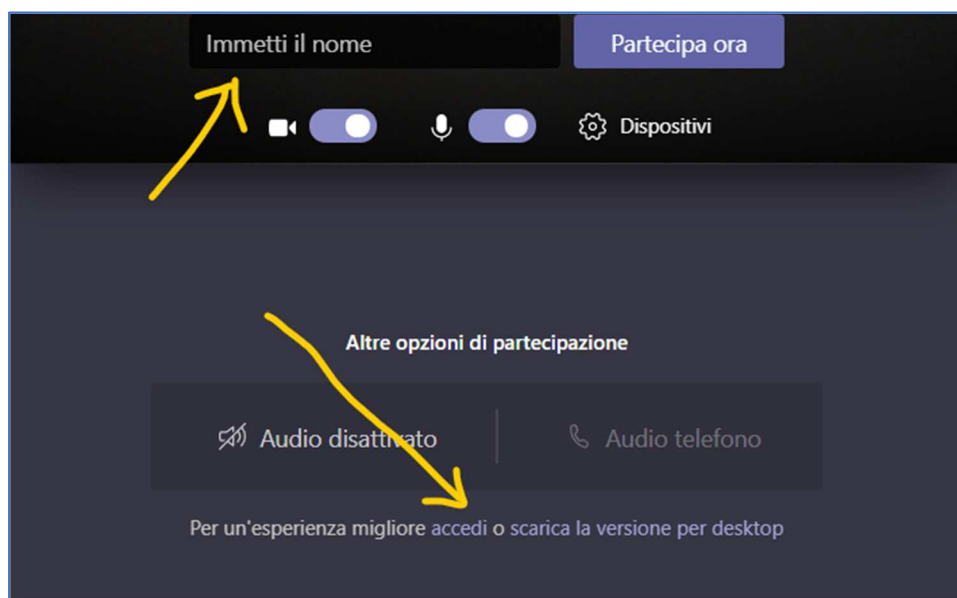 Immetti il nome
Partecipa ora
Dispositivi
Altre opzioni di partecipazione
Audio disattivato
Audio telefono
Per un'esperienza migliore accedi o scarica la versione per desktop